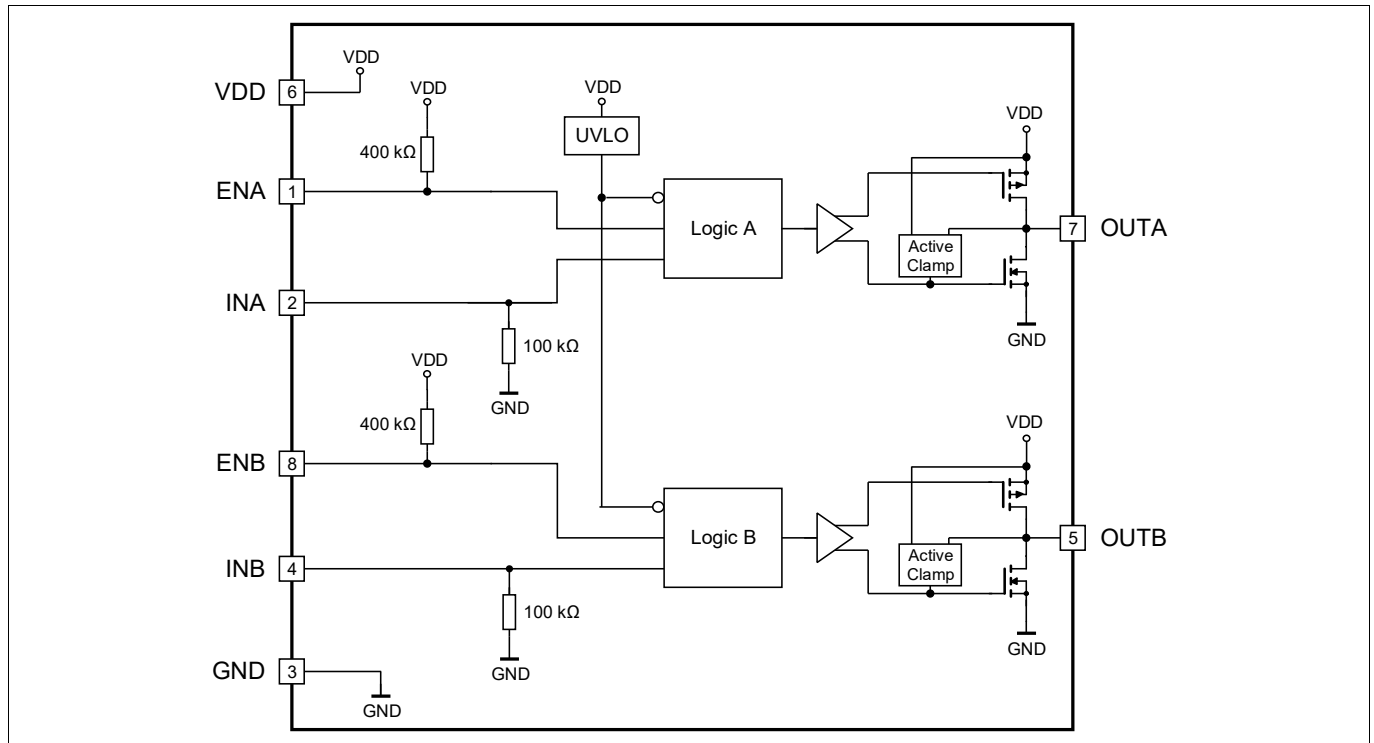 VDD
VDD
VDD
6
VDD
UVLO
400 kΩ
ENA
1
Logic A
VDD
7
OUTA
Active
Clamp
INA
2
100 kΩ
GND
GND
VDD
400 kΩ
ENB
8
Logic B
VDD
5
OUTB
Active
Clamp
INB
4
100 kΩ
GND
GND
GND
3
GND